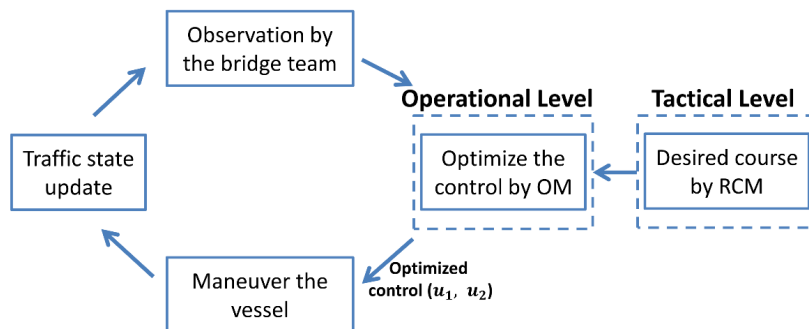 Observation by
the bridge team
Operational Level
Tactical Level
Traffic state
update
Optimize the
control by OM
Desired course
by RCM
Maneuver the
vessel
Optimized
control (u₁, u₂)